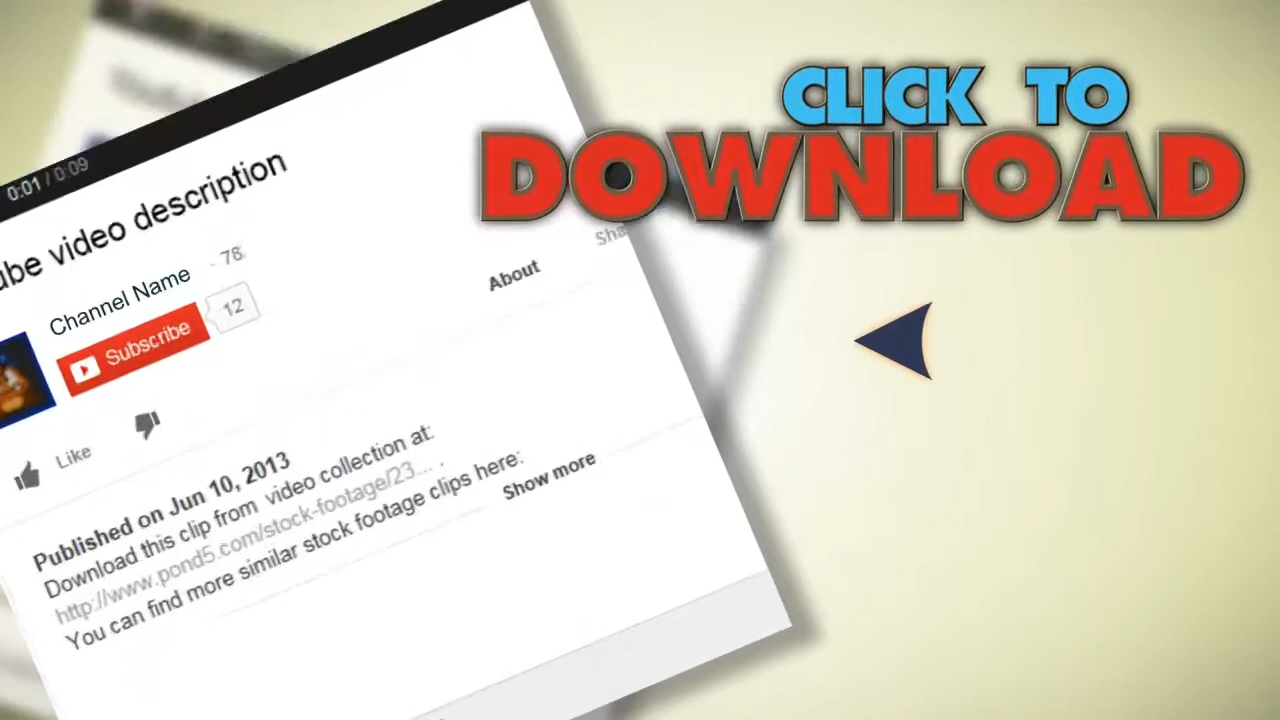 CLICK TO
DOWNLOAD
0:01 / 0:09
ube video description
Channel Name
78
Subscribe
12
About
Sha
Like
Published on Jun 10, 2013
Download this clip from video collection at:
http://www.pond5.com/stock-footage/23...
You can find more similar stock footage clips here:
Show more